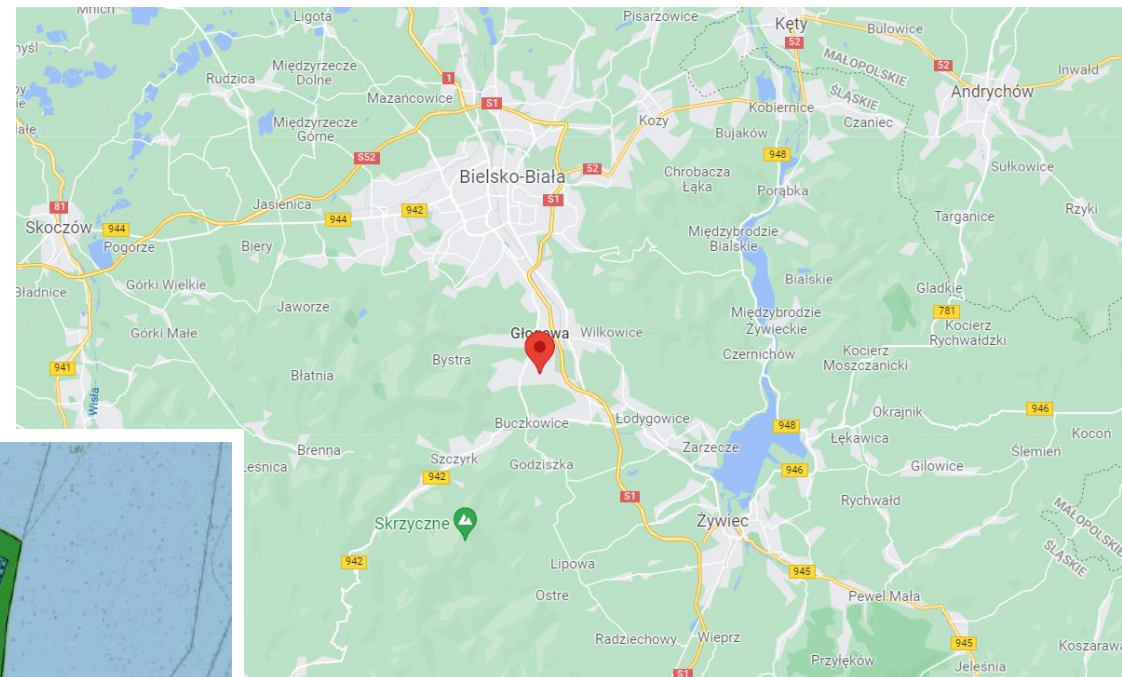 Mnich
Ligota
Pisarzowice
Kęty
Bulowice
52
Rudzica
Międzyrzecze
Dolne
1
MAŁOPOLSKIE
ŚLĄSKIE
52
Inwałd
Andrychów
Mazańcowice
S1
Kobiernice
Czaniec
Międzyrzecze
Górne
Kozy
Bujaków
S52
948
52
Sułkowice
Bielsko-Biała
Chrobacza
Łąka
Porąbka
81
Jasienica
942
S1
Targanice
Rzyki
Skoczów
944
944
Pogórze
Biery
Międzybrodzie
Bialskie
Bładnice
Górki Wielkie
Bialskie
Gladkie
Jaworze
Międzybrodzie
Żywieckie
781
Górki Małe
Wilkowice
Kocierz
Rychwałdzki
941
Bystra
Czernichów
Kocierz
Moszczanicki
Błatnia
Wisła
946
Buczkowice
Łodygowice
948
Okrajnik
Kocoń
Brenna
Zarzecze
Łękawica
Ślemień
Leśnica
Szczyrk
Godziszka
946
Gilowice
942
S1
Rychwałd
Skrzyczne
Żywiec
MAŁOPOLSKIE
ŚLĄSKIE
942
Lipowa
945
Ostre
Pewel Mała
Radziechowy
Wieprz
945
Koszarawa
S1
Przyłęków
Jeleśnia